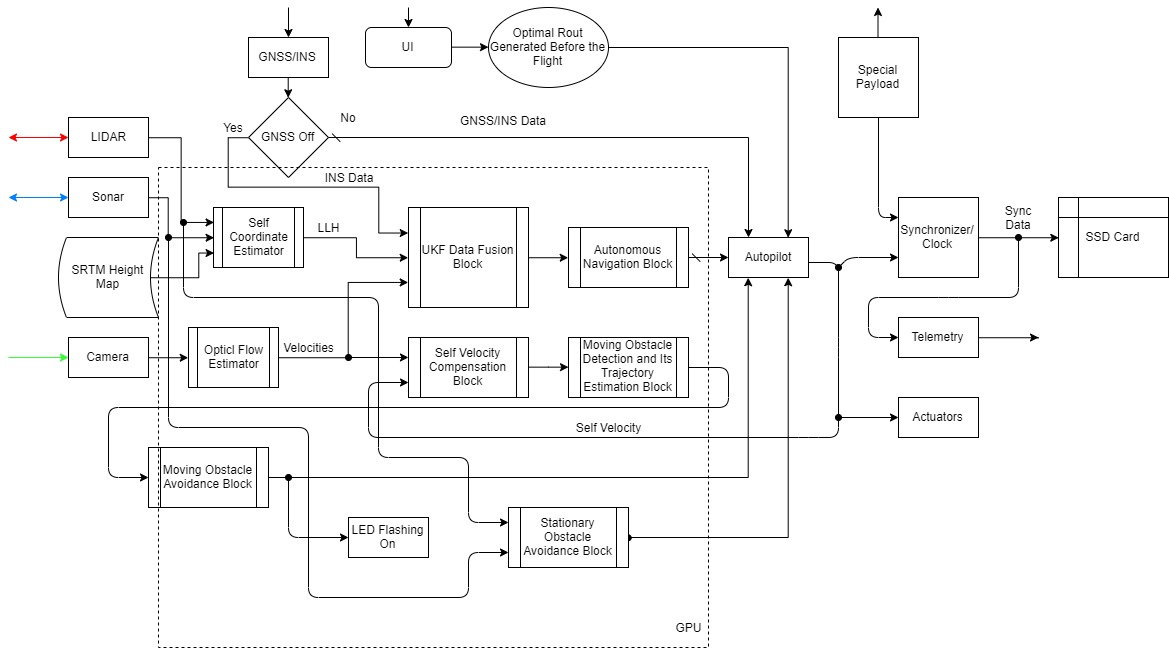 GNSS/INS
UI
Optimal Rout
Generated Before the
Flight
Special
Payload
Yes
GNSS Off
No
GNSS/INS Data
LIDAR
INS Data
Sonar
Self
Coordinate
Estimator
LLH
UKF Data Fusion
Block
Autonomous
Navigation Block
Autopilot
Synchronizer/
Clock
Sync
Data
SSD Card
SRTM Height
Map
Camera
Opticl Flow
Estimator
Velocities
Self Velocity
Compensation
Block
Moving Obstacle
Detection and Its
Trajectory
Estimation Block
Telemetry
Self Velocity
Actuators
Moving Obstacle
Avoidance Block
LED Flashing
On
Stationary
Obstacle
Avoidance Block
GPU